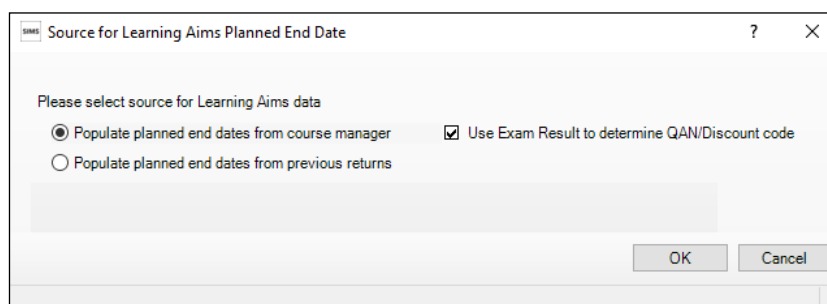 SIMS Source for Learning Aims Planned End Date ? X
Please select source for Learning Aims data
Populate planned end dates from course manager Use Exam Result to determine QAN/Discount code
Populate planned end dates from previous returns
OK Cancel